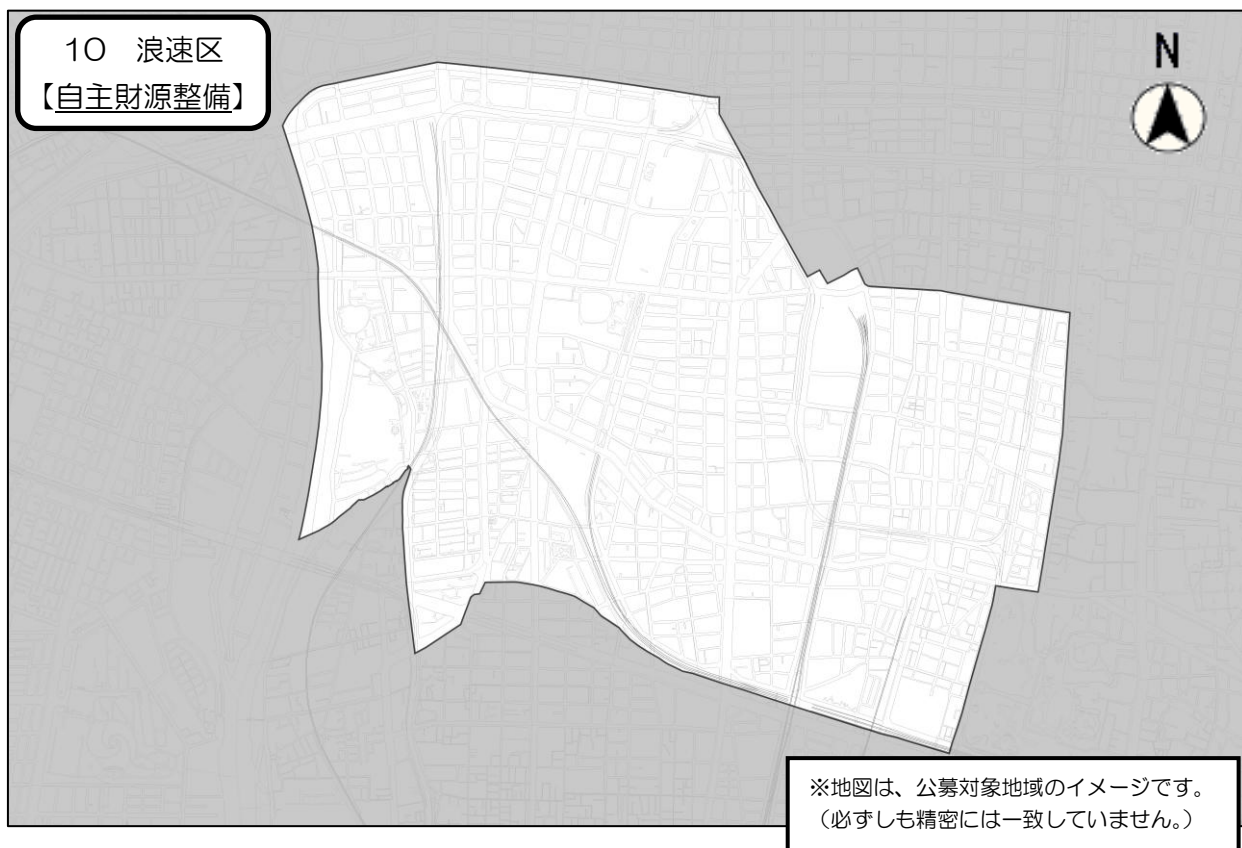 10 浪速区
【自主財源整備】
N
※地図は、公募対象地域のイメージです。
（必ずしも精密には一致していません。）